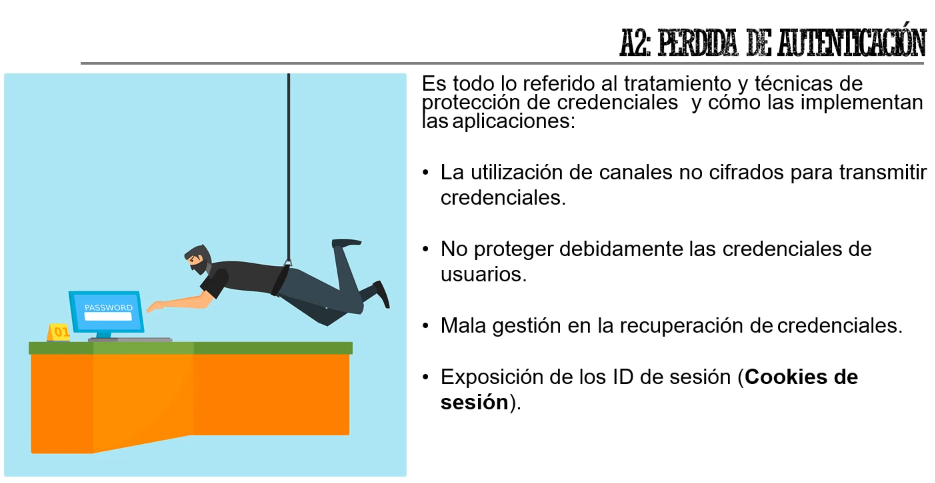 A2: PERDIDA DE AUTENTICACIÓN
Es todo lo referido al tratamiento y técnicas de
protección de credenciales y cómo las implementan
las aplicaciones:
• La utilización de canales no cifrados para transmitir
credenciales.
• No proteger debidamente las credenciales de
usuarios.
• Mala gestión en la recuperación de credenciales.
• Exposición de los ID de sesión (Cookies de
sesión).
PASSWORD
01